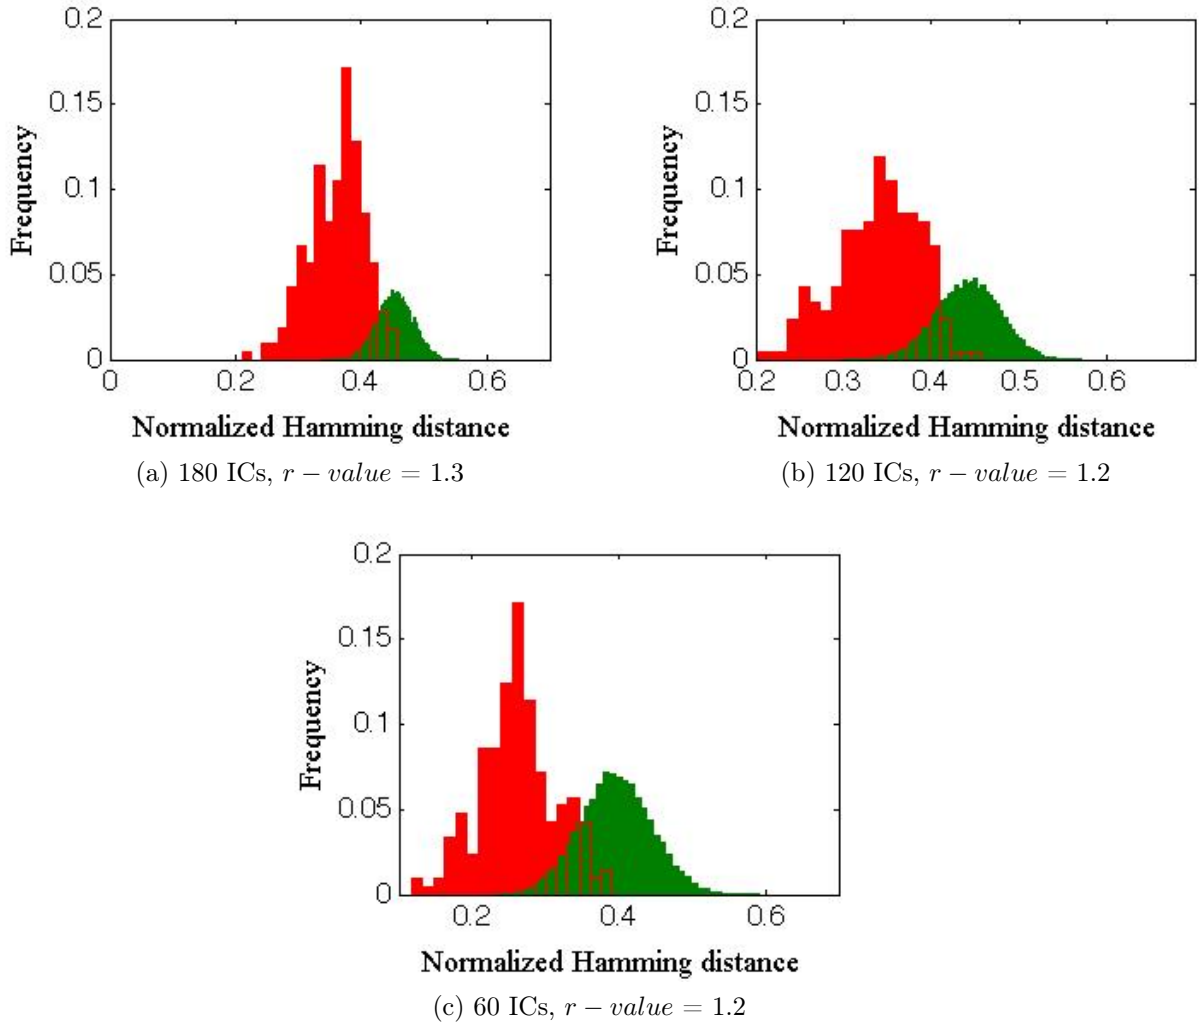 0.2
0.15
0.1
0.05
0
0 0.2 0.4 0.6
Frequency
Normalized Hamming distance
(a) 180 ICs, r − value = 1.3
0.2
0.15
0.1
0.05
0
0.2 0.3 0.4 0.5 0.6
Frequency
Normalized Hamming distance
(b) 120 ICs, r − value = 1.2
0.2
0.15
0.1
0.05
0
0.2 0.4 0.6
Frequency
Normalized Hamming distance
(c) 60 ICs, r − value = 1.2